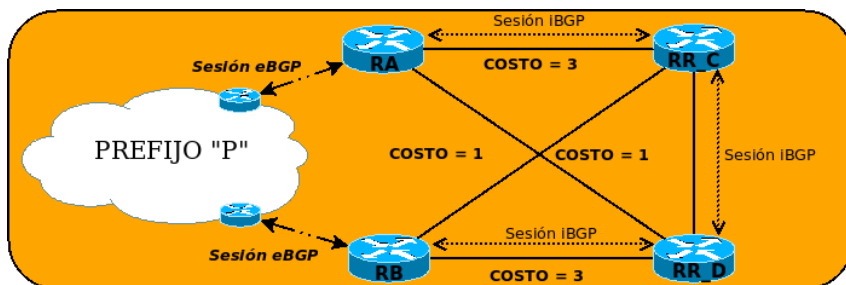 Sesión iBGP
RA
RR_C
Sesión eBGP
COSTO = 3
PREFIJO "P"
COSTO = 1
COSTO = 1
Sesión iBGP
Sesión iBGP
Sesión eBGP
RB
COSTO = 3
RR_D